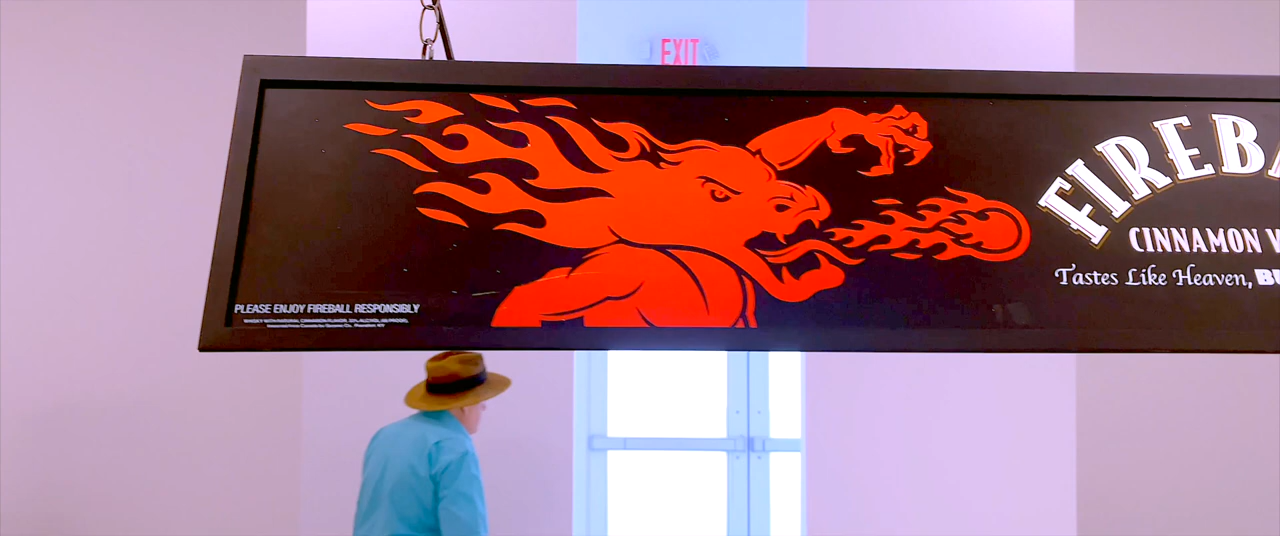 EXIT
FIREBA
CINNAMON W
Tastes Like Heaven, BU
PLEASE ENJOY FIREBALL RESPONSIBLY